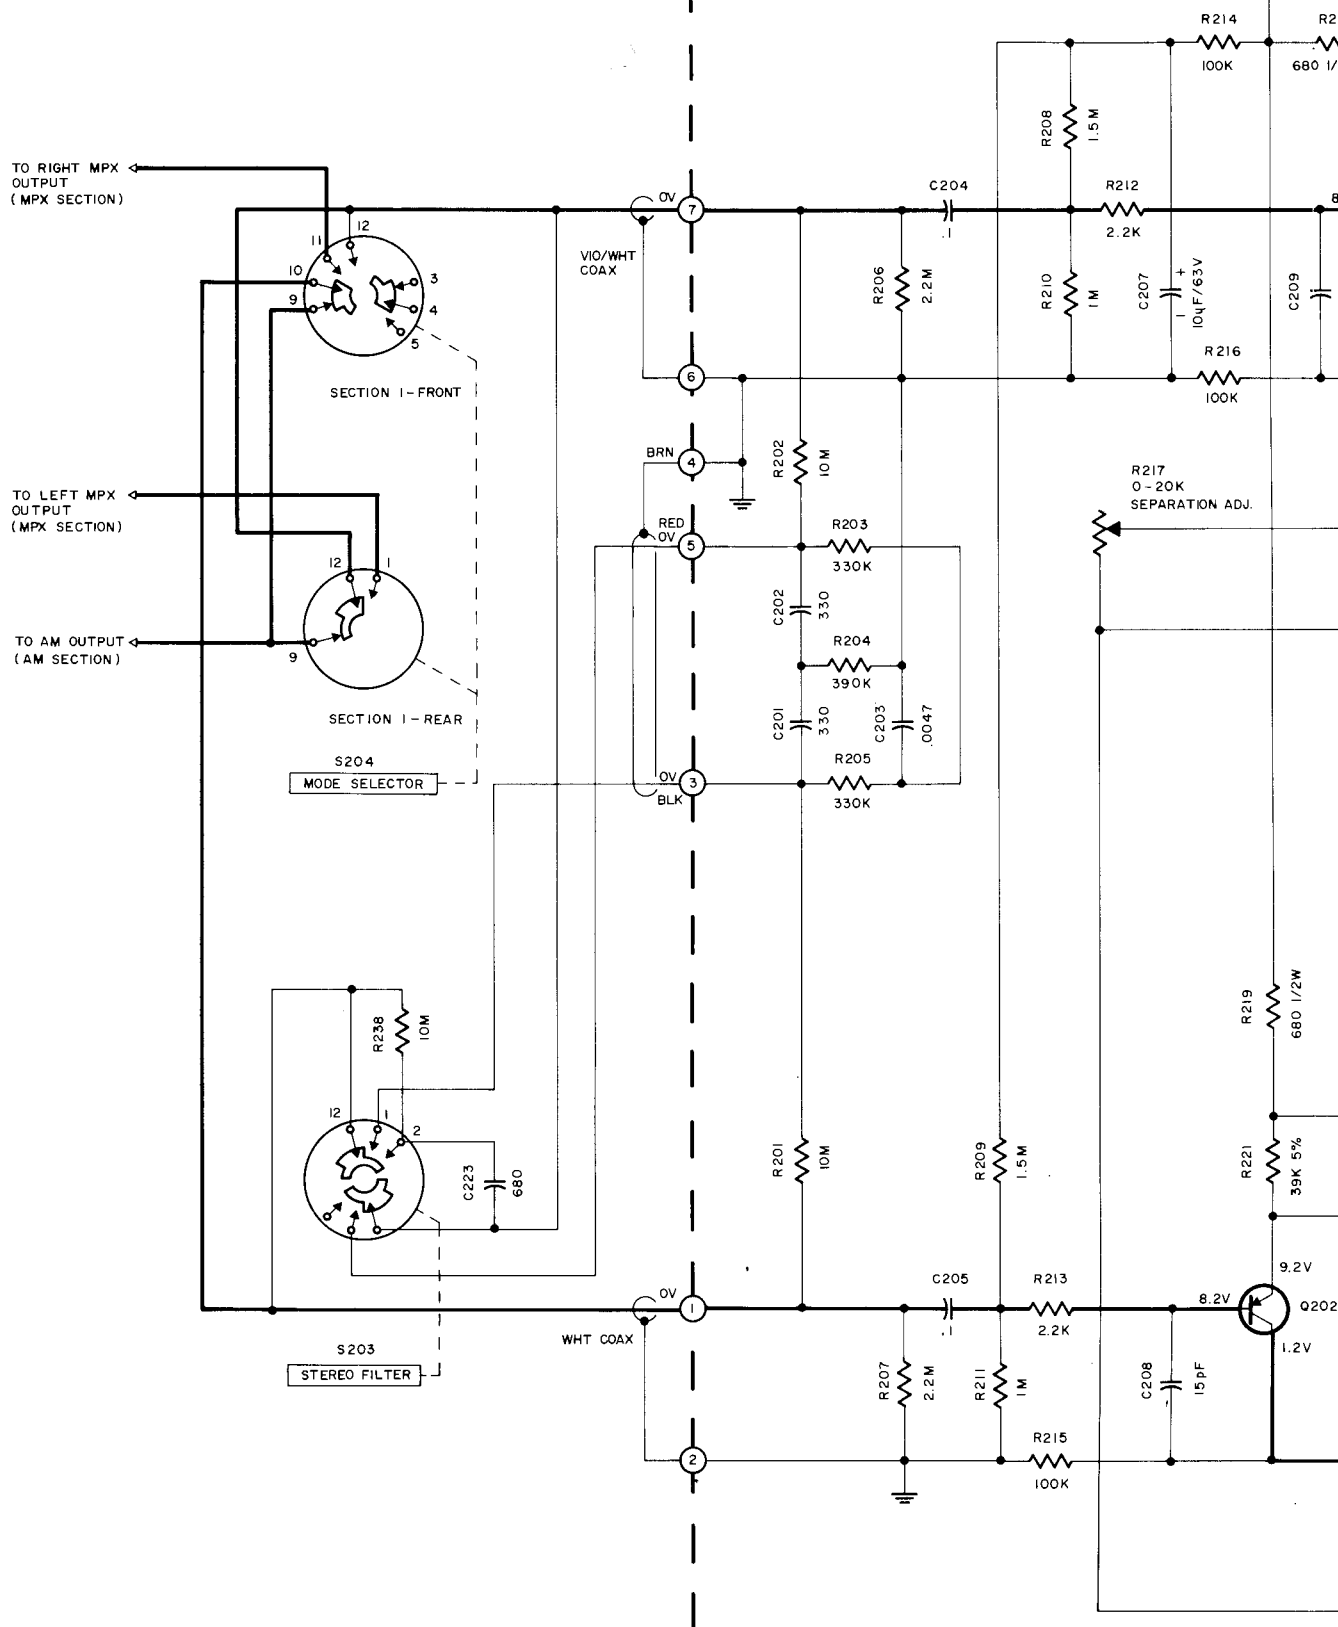 R214
R2
100K
680 1/
R208
1.5M
TO RIGHT MPX
OUTPUT
(MPX SECTION)
OV
7
C204
.1
R212
2.2K
8
11
12
10
9
3
4
5
VIO/WHT
COAX
R206
2.2M
R210
1M
C207
+
10µF/63V
C209
SECTION 1-FRONT
6
R216
100K
BRN
4
R202
10M
R217
0-20K
SEPARATION ADJ.
TO LEFT MPX
OUTPUT
(MPX SECTION)
RED
OV
5
R203
330K
12
1
9
C202
330
R204
390K
TO AM OUTPUT
(AM SECTION)
SECTION 1-REAR
C201
330
C203
.0047
S204
MODE SELECTOR
OV
3
BLK
R205
330K
R238
10M
R219
680 1/2W
12
1
2
C223
680
R201
10M
R209
1.5M
R221
39K 5%
OV
1
C205
.1
R213
2.2K
8.2V
9.2V
Q202
1.2V
WHT COAX
S203
STEREO FILTER
R207
2.2M
R211
1M
C208
15pF
2
R215
100K